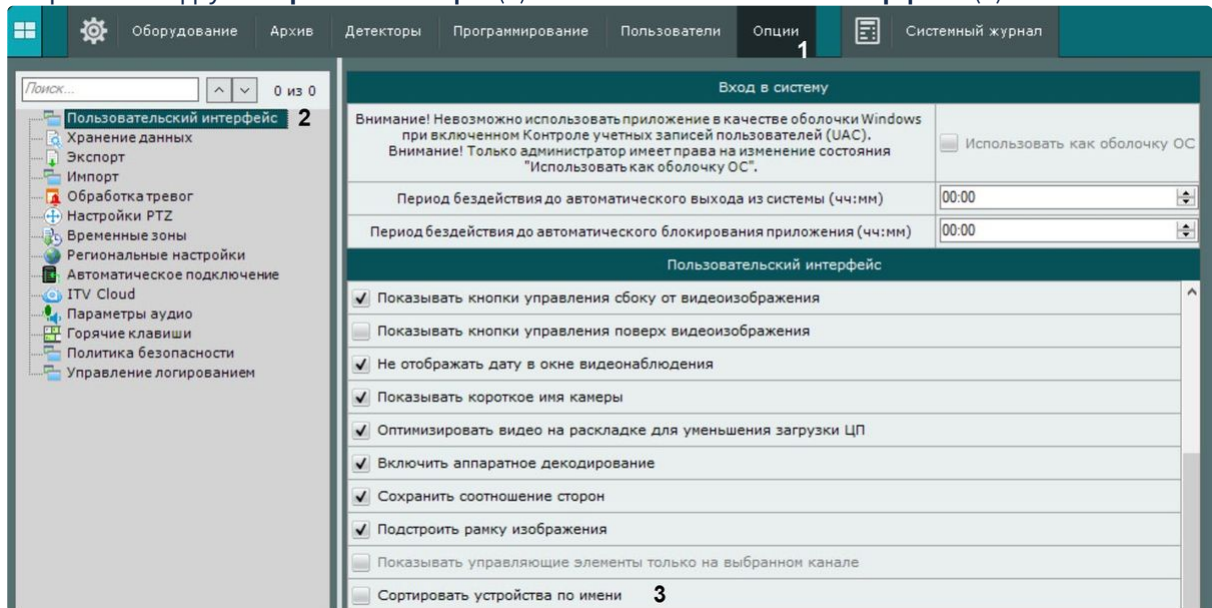 Оборудование Архив Детекторы Программирование Пользователи Опции Системный журнал
1
Поиск... 0 из 0
Пользовательский интерфейс 2
Хранение данных
Экспорт
Импорт
Обработка тревог
Настройки PTZ
Временные зоны
Региональные настройки
Автоматическое подключение
ITV Cloud
Параметры аудио
Горячие клавиши
Политика безопасности
Управление логированием
Вход в систему
Внимание! Невозможно использовать приложение в качестве оболочки Windows
при включенном Контроле учетных записей пользователей (UAC).
Внимание! Только администратор имеет права на изменение состояния
"Использовать как оболочку ОС".
Использовать как оболочку ОС
Период бездействия до автоматического выхода из системы (чч:мм) 00:00
Период бездействия до автоматического блокирования приложения (чч:мм) 00:00
Пользовательский интерфейс
Показывать кнопки управления сбоку от видеоизображения
Показывать кнопки управления поверх видеоизображения
Не отображать дату в окне видеонаблюдения
Показывать короткое имя камеры
Оптимизировать видео на раскладке для уменьшения загрузки ЦП
Включить аппаратное декодирование
Сохранить соотношение сторон
Подстроить рамку изображения
Показывать управляющие элементы только на выбранном канале
Сортировать устройства по имени 3